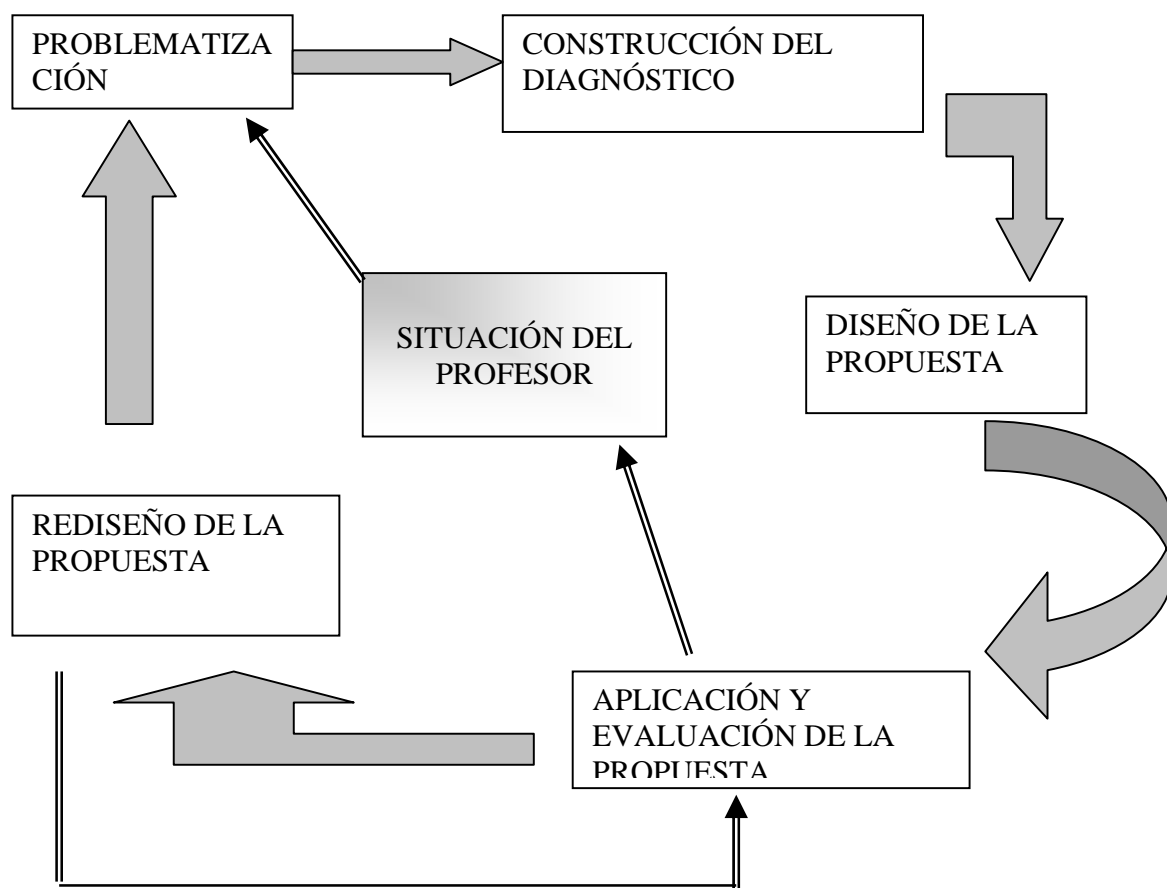 PROBLEMATIZA
CIÓN
CONSTRUCCIÓN DEL
DIAGNÓSTICO
SITUACIÓN DEL
PROFESOR
DISEÑO DE LA
PROPUESTA
REDISEÑO DE LA
PROPUESTA
APLICACIÓN Y
EVALUACIÓN DE LA
PROPUESTA